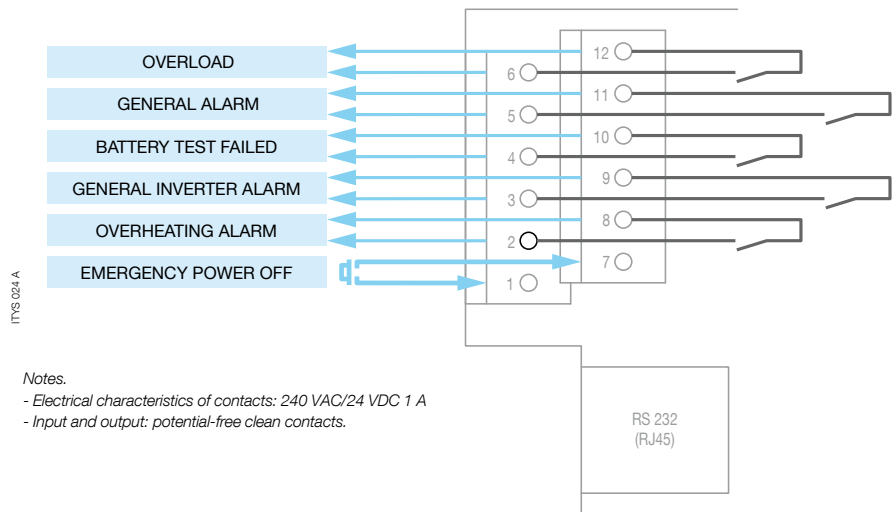 OVERLOAD
GENERAL ALARM
BATTERY TEST FAILED
GENERAL INVERTER ALARM
OVERHEATING ALARM
EMERGENCY POWER OFF
12
6
11
5
10
4
9
3
8
2
7
1
ITYS 024 A
Notes.
- Electrical characteristics of contacts: 240 VAC/24 VDC 1 A
- Input and output: potential-free clean contacts.
RS 232
(RJ45)